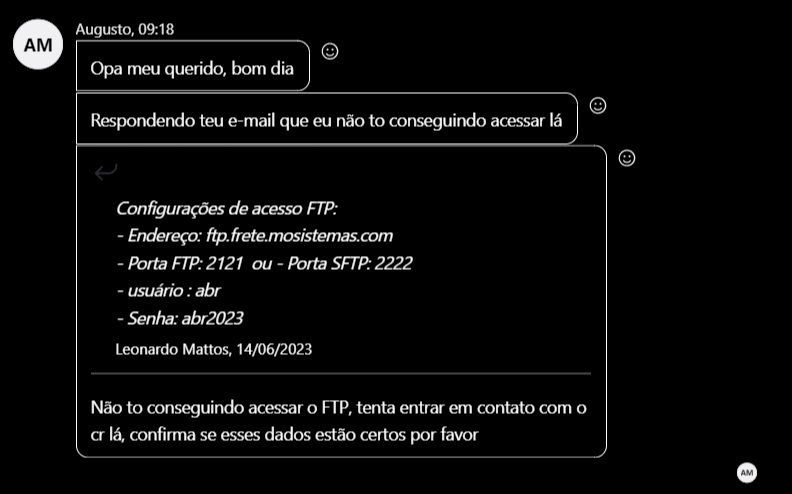 Augusto, 09:18
AM
Opa meu querido, bom dia
Respondendo teu e-mail que eu não to conseguindo acessar lá
Configurações de acesso FTP:
- Endereço: ftp.frete.mosistemas.com
- Porta FTP: 2121 ou - Porta SFTP: 2222
- usuário : abr
- Senha: abr2023
Leonardo Mattos, 14/06/2023
Não to conseguindo acessar o FTP, tenta entrar em contato com o
cr lá, confirma se esses dados estão certos por favor
AM